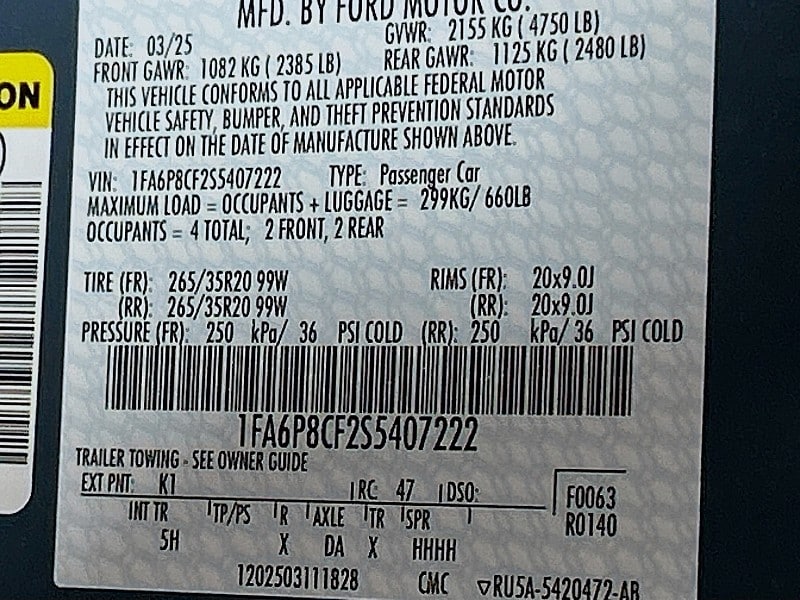 ON
MFD. BY FORD MOTOR CO.
DATE: 03/25 GVWR: 2155 KG ( 4750 LB)
FRONT GAWR: 1082 KG ( 2385 LB) REAR GAWR: 1125 KG ( 2480 LB)
THIS VEHICLE CONFORMS TO ALL APPLICABLE FEDERAL MOTOR
VEHICLE SAFETY, BUMPER, AND THEFT PREVENTION STANDARDS
IN EFFECT ON THE DATE OF MANUFACTURE SHOWN ABOVE.
VIN: 1FA6P8CF2S5407222 TYPE: Passenger Car
MAXIMUM LOAD = OCCUPANTS + LUGGAGE = 299KG/ 660LB
OCCUPANTS = 4 TOTAL; 2 FRONT, 2 REAR
TIRE (FR): 265/35R20 99W RIMS (FR): 20x9.0J
(RR): 265/35R20 99W (RR): 20x9.0J
PRESSURE (FR): 250 kPa/ 36 PSI COLD (RR): 250 kPa/ 36 PSI COLD
1FA6P8CF2S5407222
TRAILER TOWING - SEE OWNER GUIDE
EXT PNT: K1 RC: 47 DSO: F0063
INT TR TP/PS R AXLE TR SPR R0140
5H X DA X HHHH
1202503111828 CMC ▽RU5A-5420472-AB